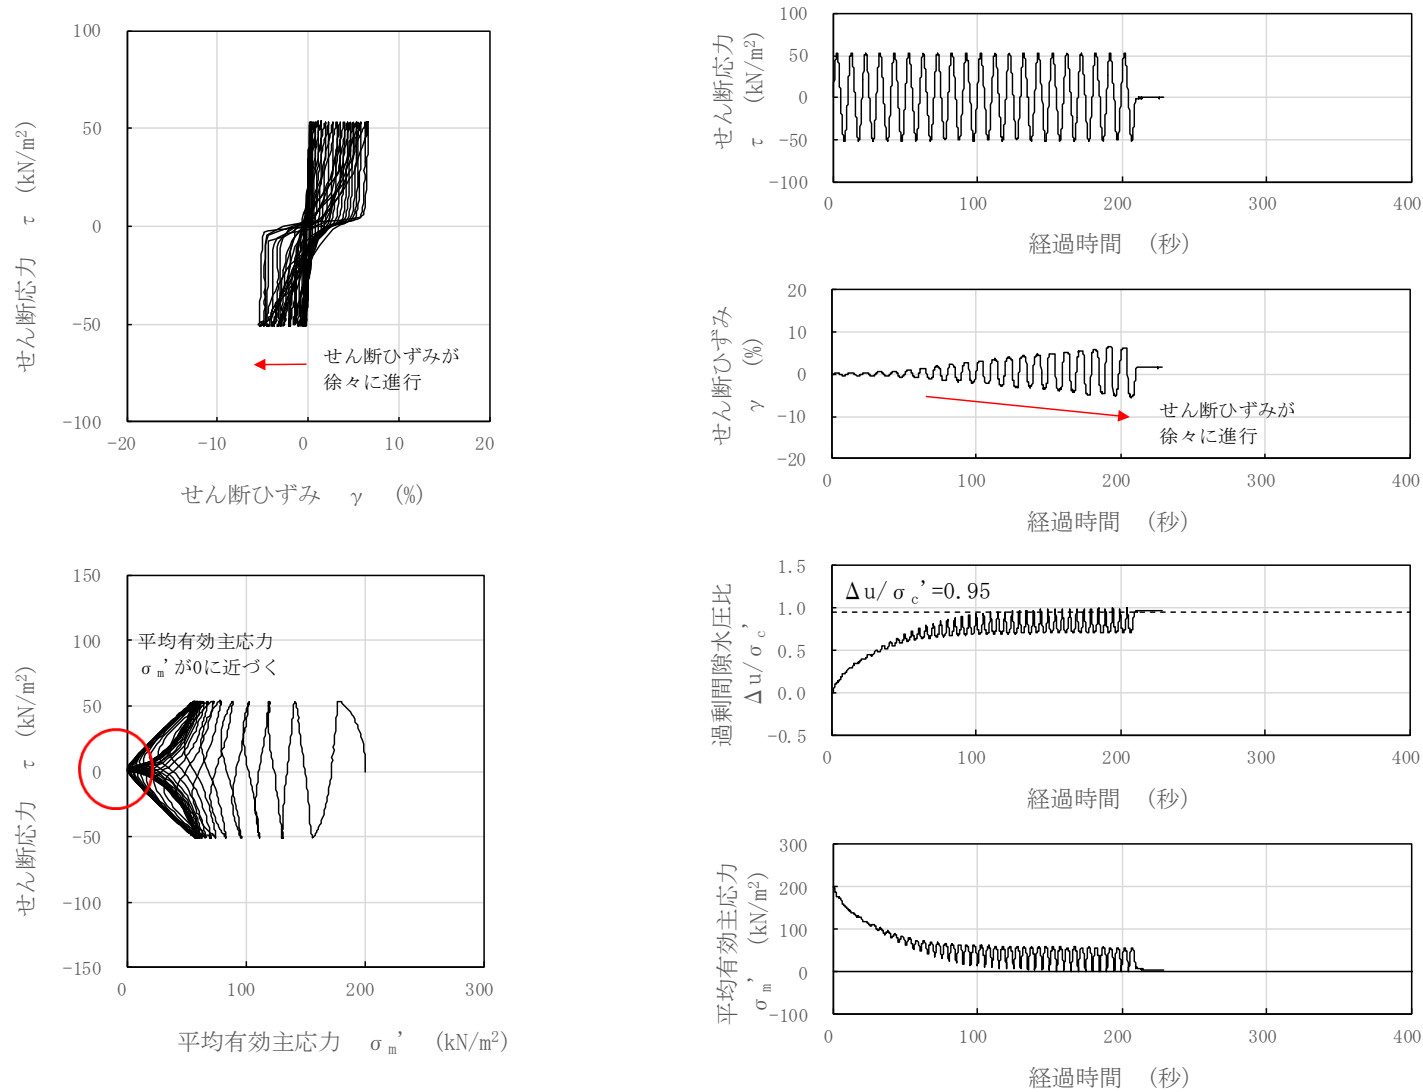 100
50
0
-50
-100
-20
-10
0
10
20
せん断応力 τ (kN/m²)
せん断ひずみ γ (%)
せん断ひずみが
徐々に進行
150
100
50
0
-50
-100
-150
0
100
200
300
せん断応力 τ (kN/m²)
平均有効主応力 σm' (kN/m²)
平均有効主応力
σm'が0に近づく
100
50
0
-50
-100
0
100
200
300
400
せん断応力
τ (kN/m²)
経過時間 (秒)
20
10
0
-10
-20
0
100
200
300
400
せん断ひずみ
γ (%)
経過時間 (秒)
せん断ひずみが
徐々に進行
1.5
1.0
0.5
0.0
-0.5
0
100
200
300
400
過剰間隙水圧比
Δu/σc'
Δu/σc'=0.95
経過時間 (秒)
300
200
100
0
-100
0
100
200
300
400
平均有効主応力
σm' (kN/m²)
経過時間 (秒)